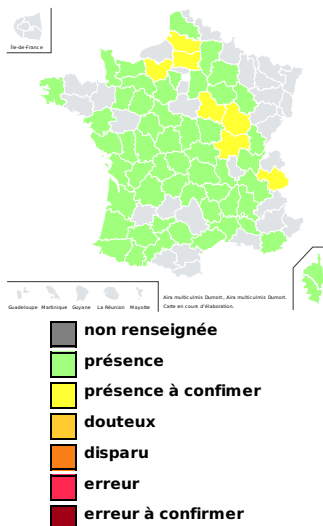 Île-de-France
Guadeloupe Martinique Guyane La Réunion Mayotte
Aira multiculmis Dumort., Aira multiculmis Dumort.
Carte en cours d'élaboration.
non renseignée
présence
présence à confimer
douteux
disparu
erreur
erreur à confirmer